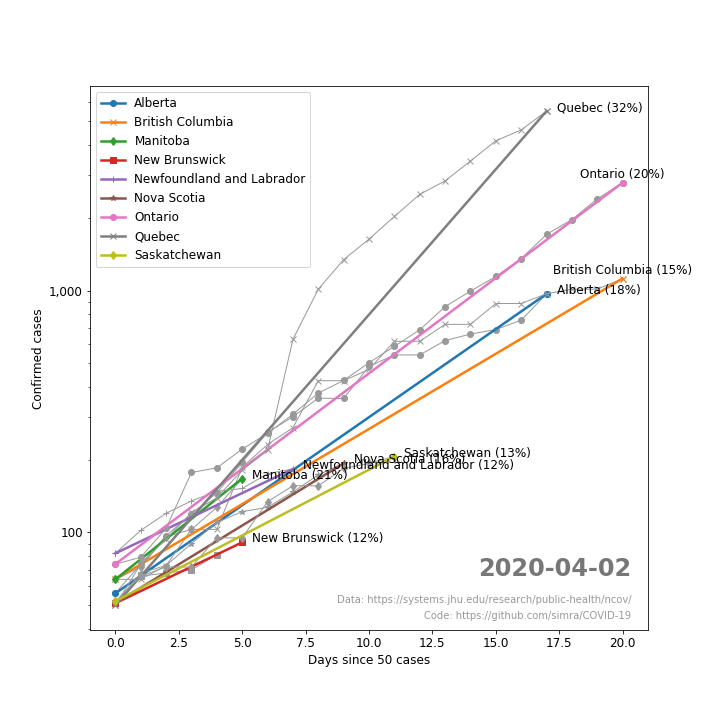 Alberta
British Columbia
Manitoba
New Brunswick
Newfoundland and Labrador
Nova Scotia
Ontario
Quebec
Saskatchewan
Quebec (32%)
Ontario (20%)
British Columbia (15%)
Alberta (18%)
Saskatchewan (13%)
Nova Scotia (16%)
Newfoundland and Labrador (12%)
Manitoba (21%)
New Brunswick (12%)
1,000
100
Confirmed cases
2020-04-02
Data: https://systems.jhu.edu/research/public-health/ncov/
Code: https://github.com/simra/COVID-19
0.0 2.5 5.0 7.5 10.0 12.5 15.0 17.5 20.0
Days since 50 cases